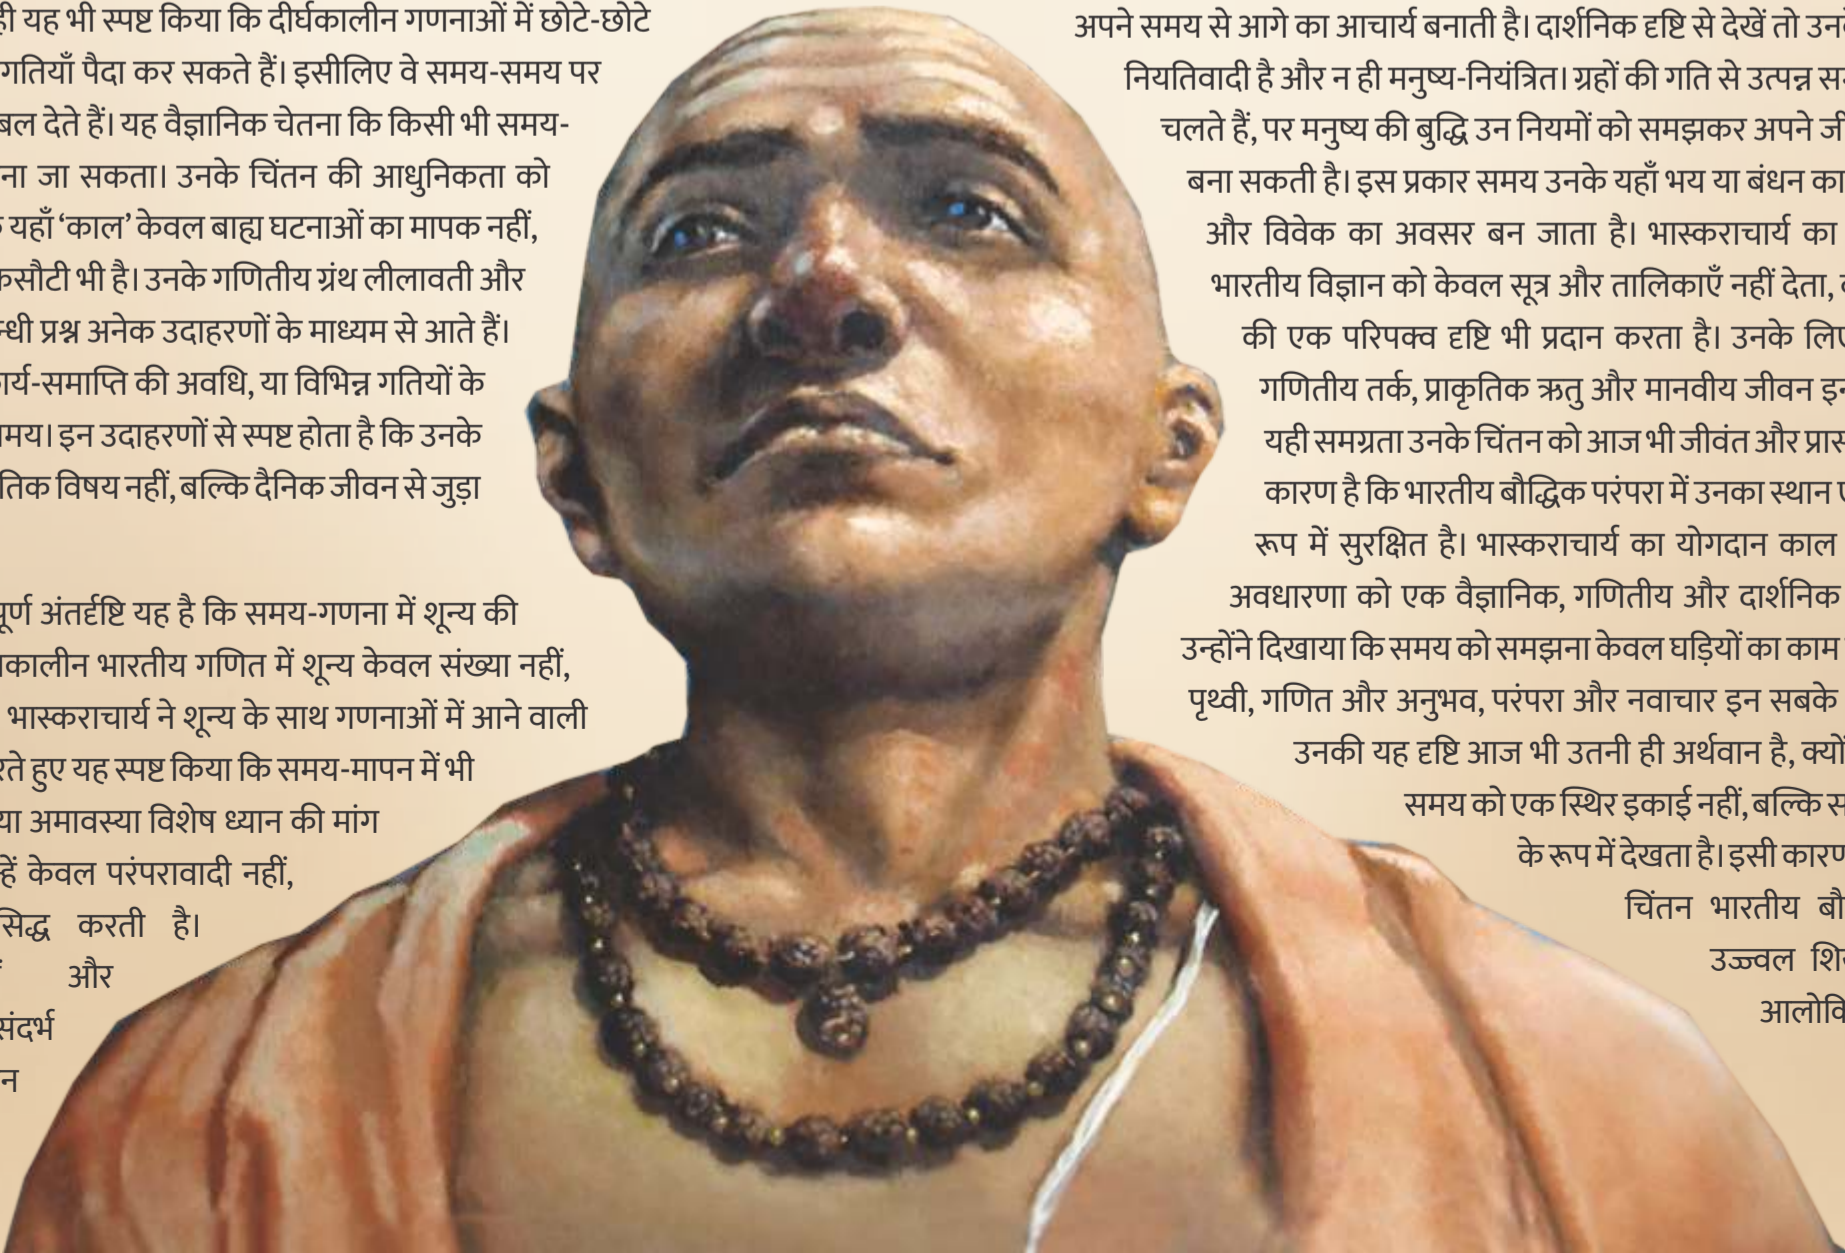 ही यह भी स्पष्ट किया कि दीर्घकालीन गणनाओं में छोटे-छोटे
गतियाँ पैदा कर सकते हैं। इसीलिए वे समय-समय पर
बल देते हैं। यह वैज्ञानिक चेतना कि किसी भी समय-
ना जा सकता। उनके चिंतन की आधुनिकता को
यहाँ ‘काल’ केवल बाह्य घटनाओं का मापक नहीं,
कसौटी भी है। उनके गणितीय ग्रंथ लीलावती और
न्धी प्रश्न अनेक उदाहरणों के माध्यम से आते हैं।
र्य-समाप्ति की अवधि, या विभिन्न गतियों के
मय। इन उदाहरणों से स्पष्ट होता है कि उनके
तिक विषय नहीं, बल्कि दैनिक जीवन से जुड़ा
पूर्ण अंतर्दृष्टि यह है कि समय-गणना में शून्य की
कालीन भारतीय गणित में शून्य केवल संख्या नहीं,
भास्कराचार्य ने शून्य के साथ गणनाओं में आने वाली
रते हुए यह स्पष्ट किया कि समय-मापन में भी
या अमावस्या विशेष ध्यान की मांग
हें केवल परंपरावादी नहीं,
सिद्ध करती है।
और
संदर्भ
न
अपने समय से आगे का आचार्य बनाती है। दार्शनिक दृष्टि से देखें तो
नियतिवादी है और न ही मनुष्य-नियंत्रित। ग्रहों की गति से उत्पन्न
चलते हैं, पर मनुष्य की बुद्धि उन नियमों को समझकर अपने
बना सकती है। इस प्रकार समय उनके यहाँ भय या बंधन का
और विवेक का अवसर बन जाता है। भास्कराचार्य का
भारतीय विज्ञान को केवल सूत्र और तालिकाएँ नहीं देता,
की एक परिपक्व दृष्टि भी प्रदान करता है। उनके
गणितीय तर्क, प्राकृतिक ऋतु और मानवीय जीवन
यही समग्रता उनके चिंतन को आज भी जीवंत और
कारण है कि भारतीय बौद्धिक परंपरा में उनका स्थान
रूप में सुरक्षित है। भास्कराचार्य का योगदान काल
अवधारणा को एक वैज्ञानिक, गणितीय और दार्शनिक
उन्होंने दिखाया कि समय को समझना केवल घड़ियों का काम
पृथ्वी, गणित और अनुभव, परंपरा और नवाचार इन सबके
उनकी यह दृष्टि आज भी उतनी ही अर्थवान है,
समय को एक स्थिर इकाई नहीं, बल्कि
के रूप में देखता है। इसी
चिंतन भारतीय
उज्ज्वल